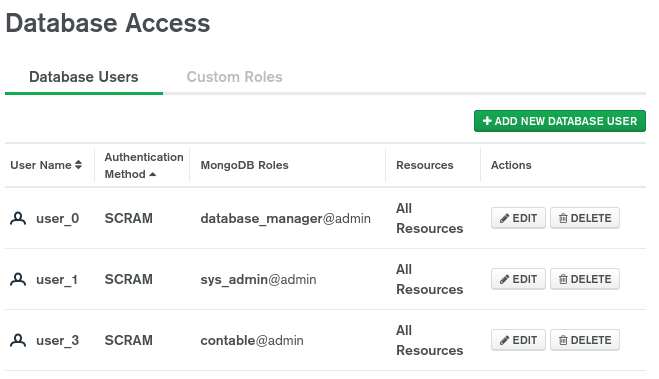 Database Access
Database Users
Custom Roles
ADD NEW DATABASE USER
User Name
Authentication
Method
MongoDB Roles
Resources
Actions
user_0
SCRAM
database_manager@admin
All
Resources
EDIT
DELETE
user_1
SCRAM
sys_admin@admin
All
Resources
EDIT
DELETE
user_3
SCRAM
contable@admin
All
Resources
EDIT
DELETE